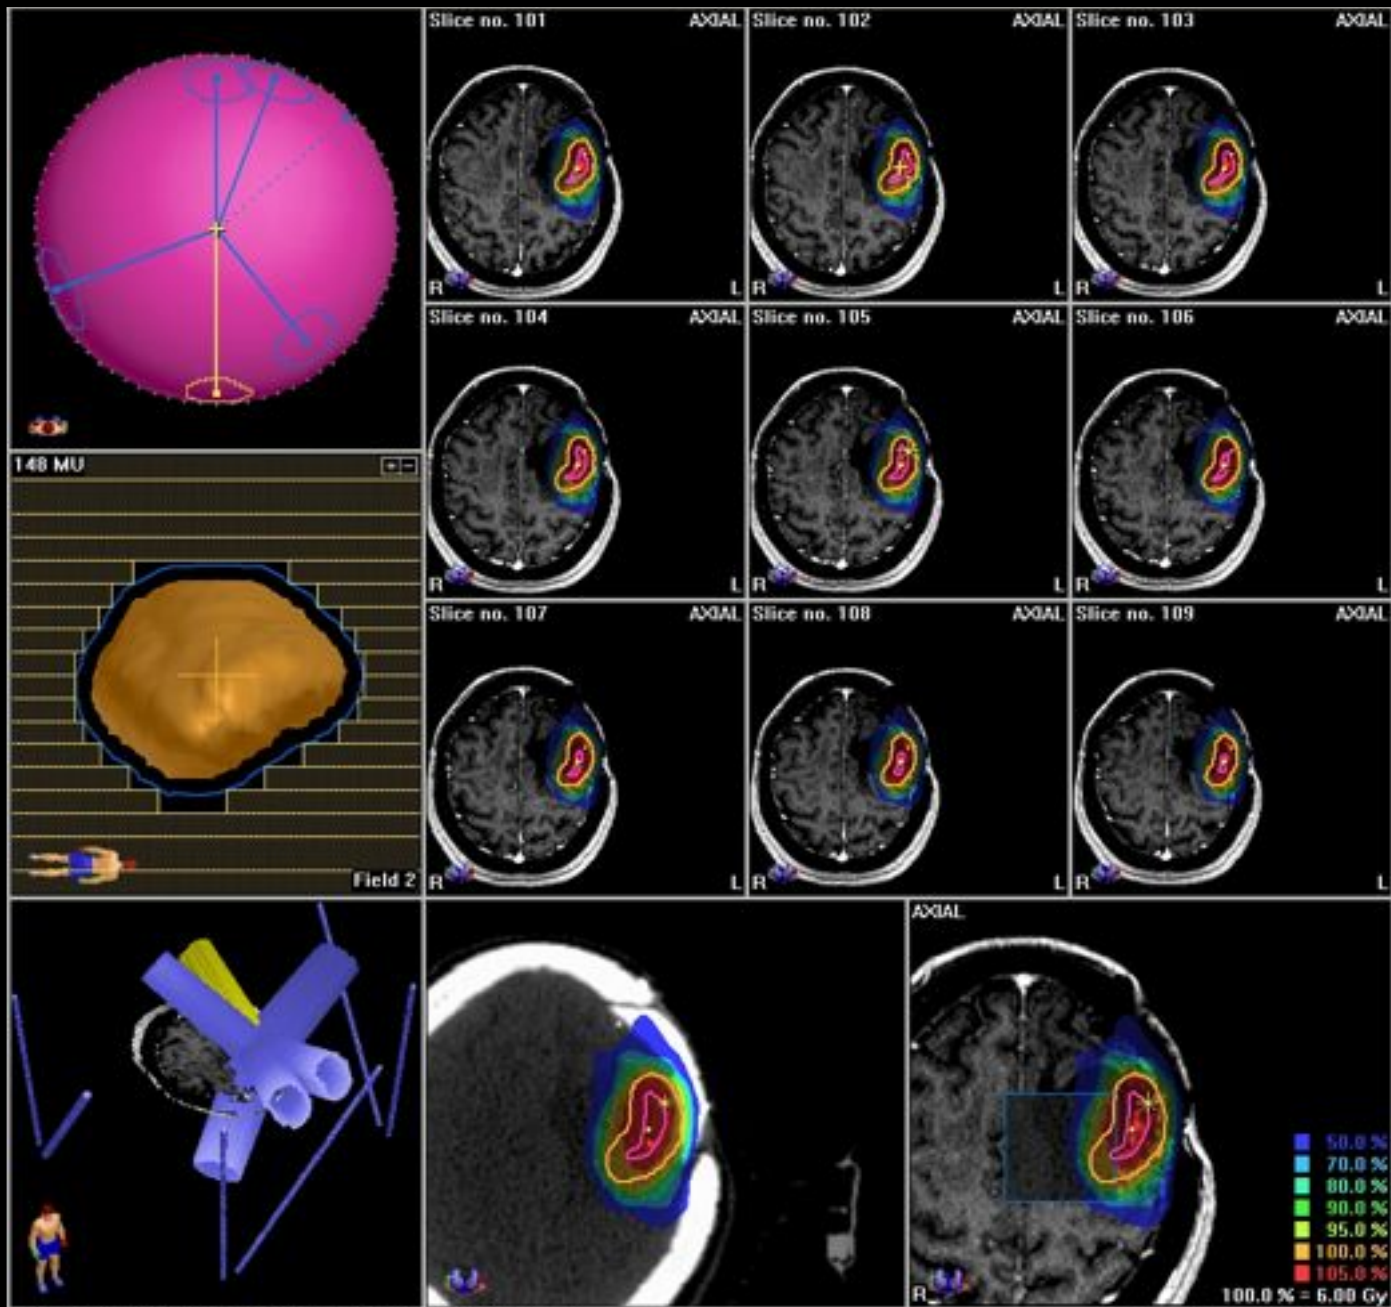 Slice no. 101 AXIAL
R L
Slice no. 102 AXIAL
R L
Slice no. 103 AXIAL
R L
148 MU
+ -
Field 2
Slice no. 104 AXIAL
R L
Slice no. 105 AXIAL
R L
Slice no. 106 AXIAL
R L
Slice no. 107 AXIAL
R L
Slice no. 108 AXIAL
R L
Slice no. 109 AXIAL
R L
AXIAL
50.0 %
70.0 %
80.0 %
90.0 %
95.0 %
100.0 %
105.0 %
R 100.0 % = 6.00 Gy